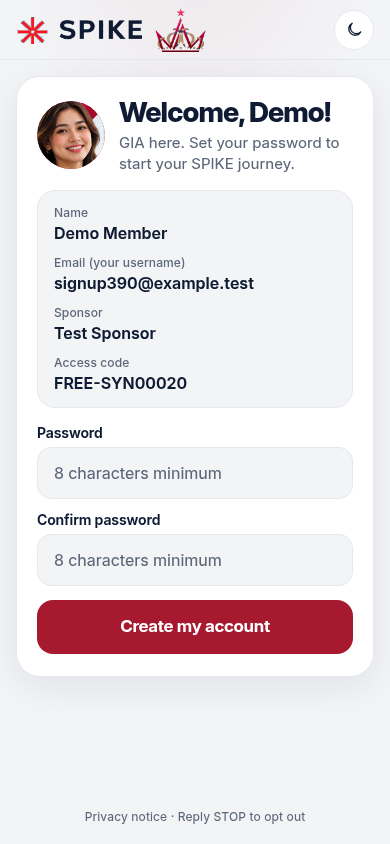 SPIKE
Welcome, Demo!
GIA here. Set your password to
start your SPIKE journey.
Name
Demo Member
Email (your username)
signup390@example.test
Sponsor
Test Sponsor
Access code
FREE-SYN00020
Password
8 characters minimum
Confirm password
8 characters minimum
Create my account
Privacy notice · Reply STOP to opt out